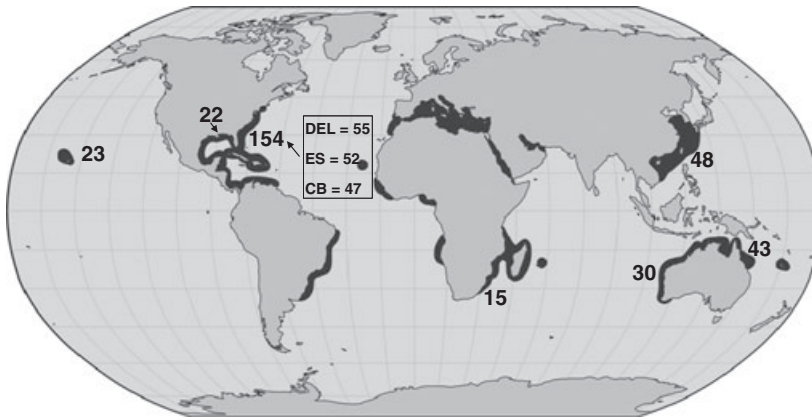 22
154
DEL = 55
ES = 52
CB = 47
23
48
43
30
15